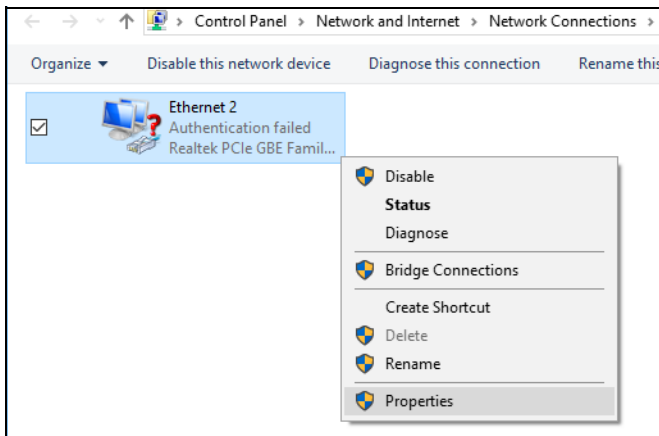 Control Panel > Network and Internet > Network Connections >
Organize Disable this network device Diagnose this connection Rename this
Ethernet 2
Authentication failed
Realtek PCIe GBE Famil...
Disable
Status
Diagnose
Bridge Connections
Create Shortcut
Delete
Rename
Properties